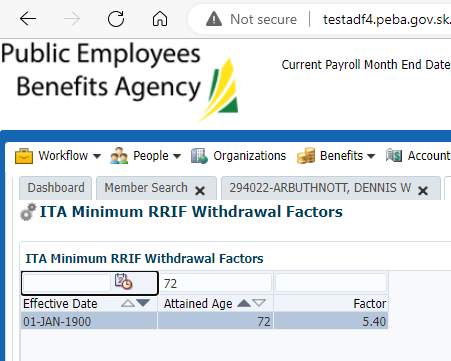 Not secure testadf4.peba.gov.sk.
Public Employees
Benefits Agency
Current Payroll Month End Date
Workflow People Organizations Benefits Account
Dashboard Member Search 294022-ARBUTHNOTT, DENNIS W
ITA Minimum RRIF Withdrawal Factors
ITA Minimum RRIF Withdrawal Factors
72
Effective Date Attained Age Factor
01-JAN-1900 72 5.40